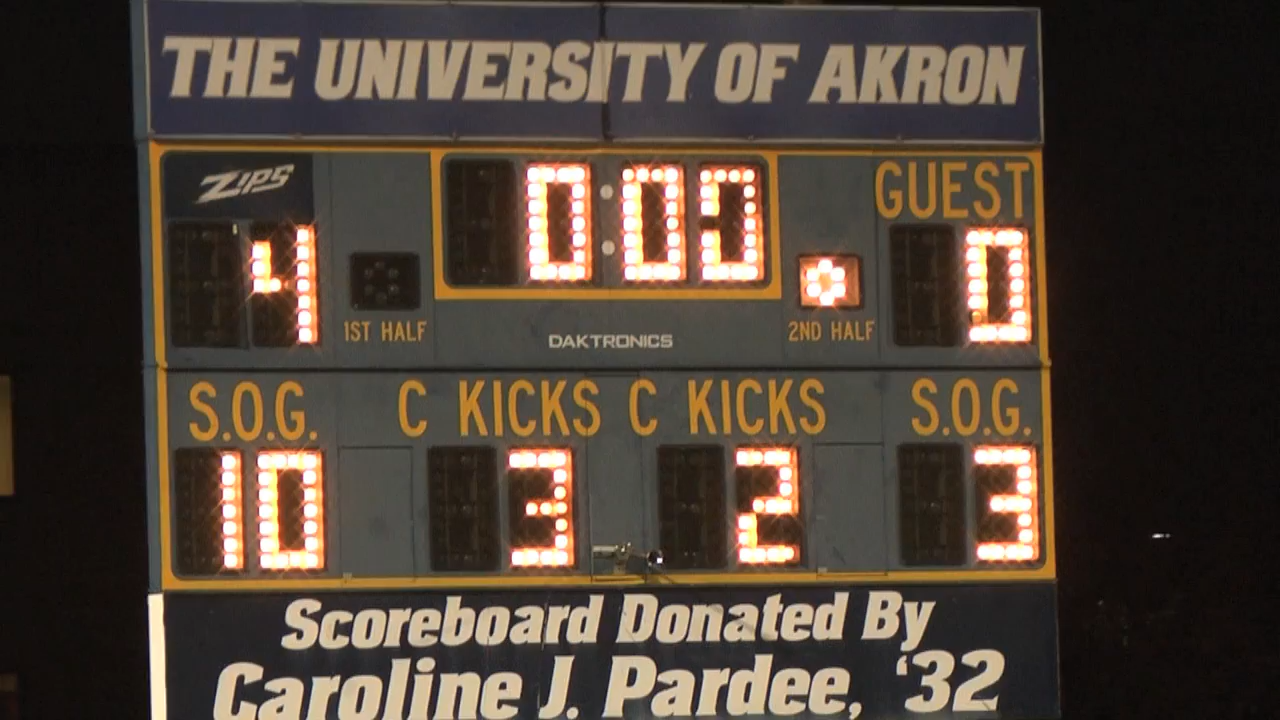 THE UNIVERSITY OF AKRON
ZIPS
0:00
GUEST
4
0
1ST HALF
DAKTRONICS
2ND HALF
S.O.G. C KICKS C KICKS S.O.G.
10 3 2 3
Scoreboard Donated By
Caroline J. Pardee, '32